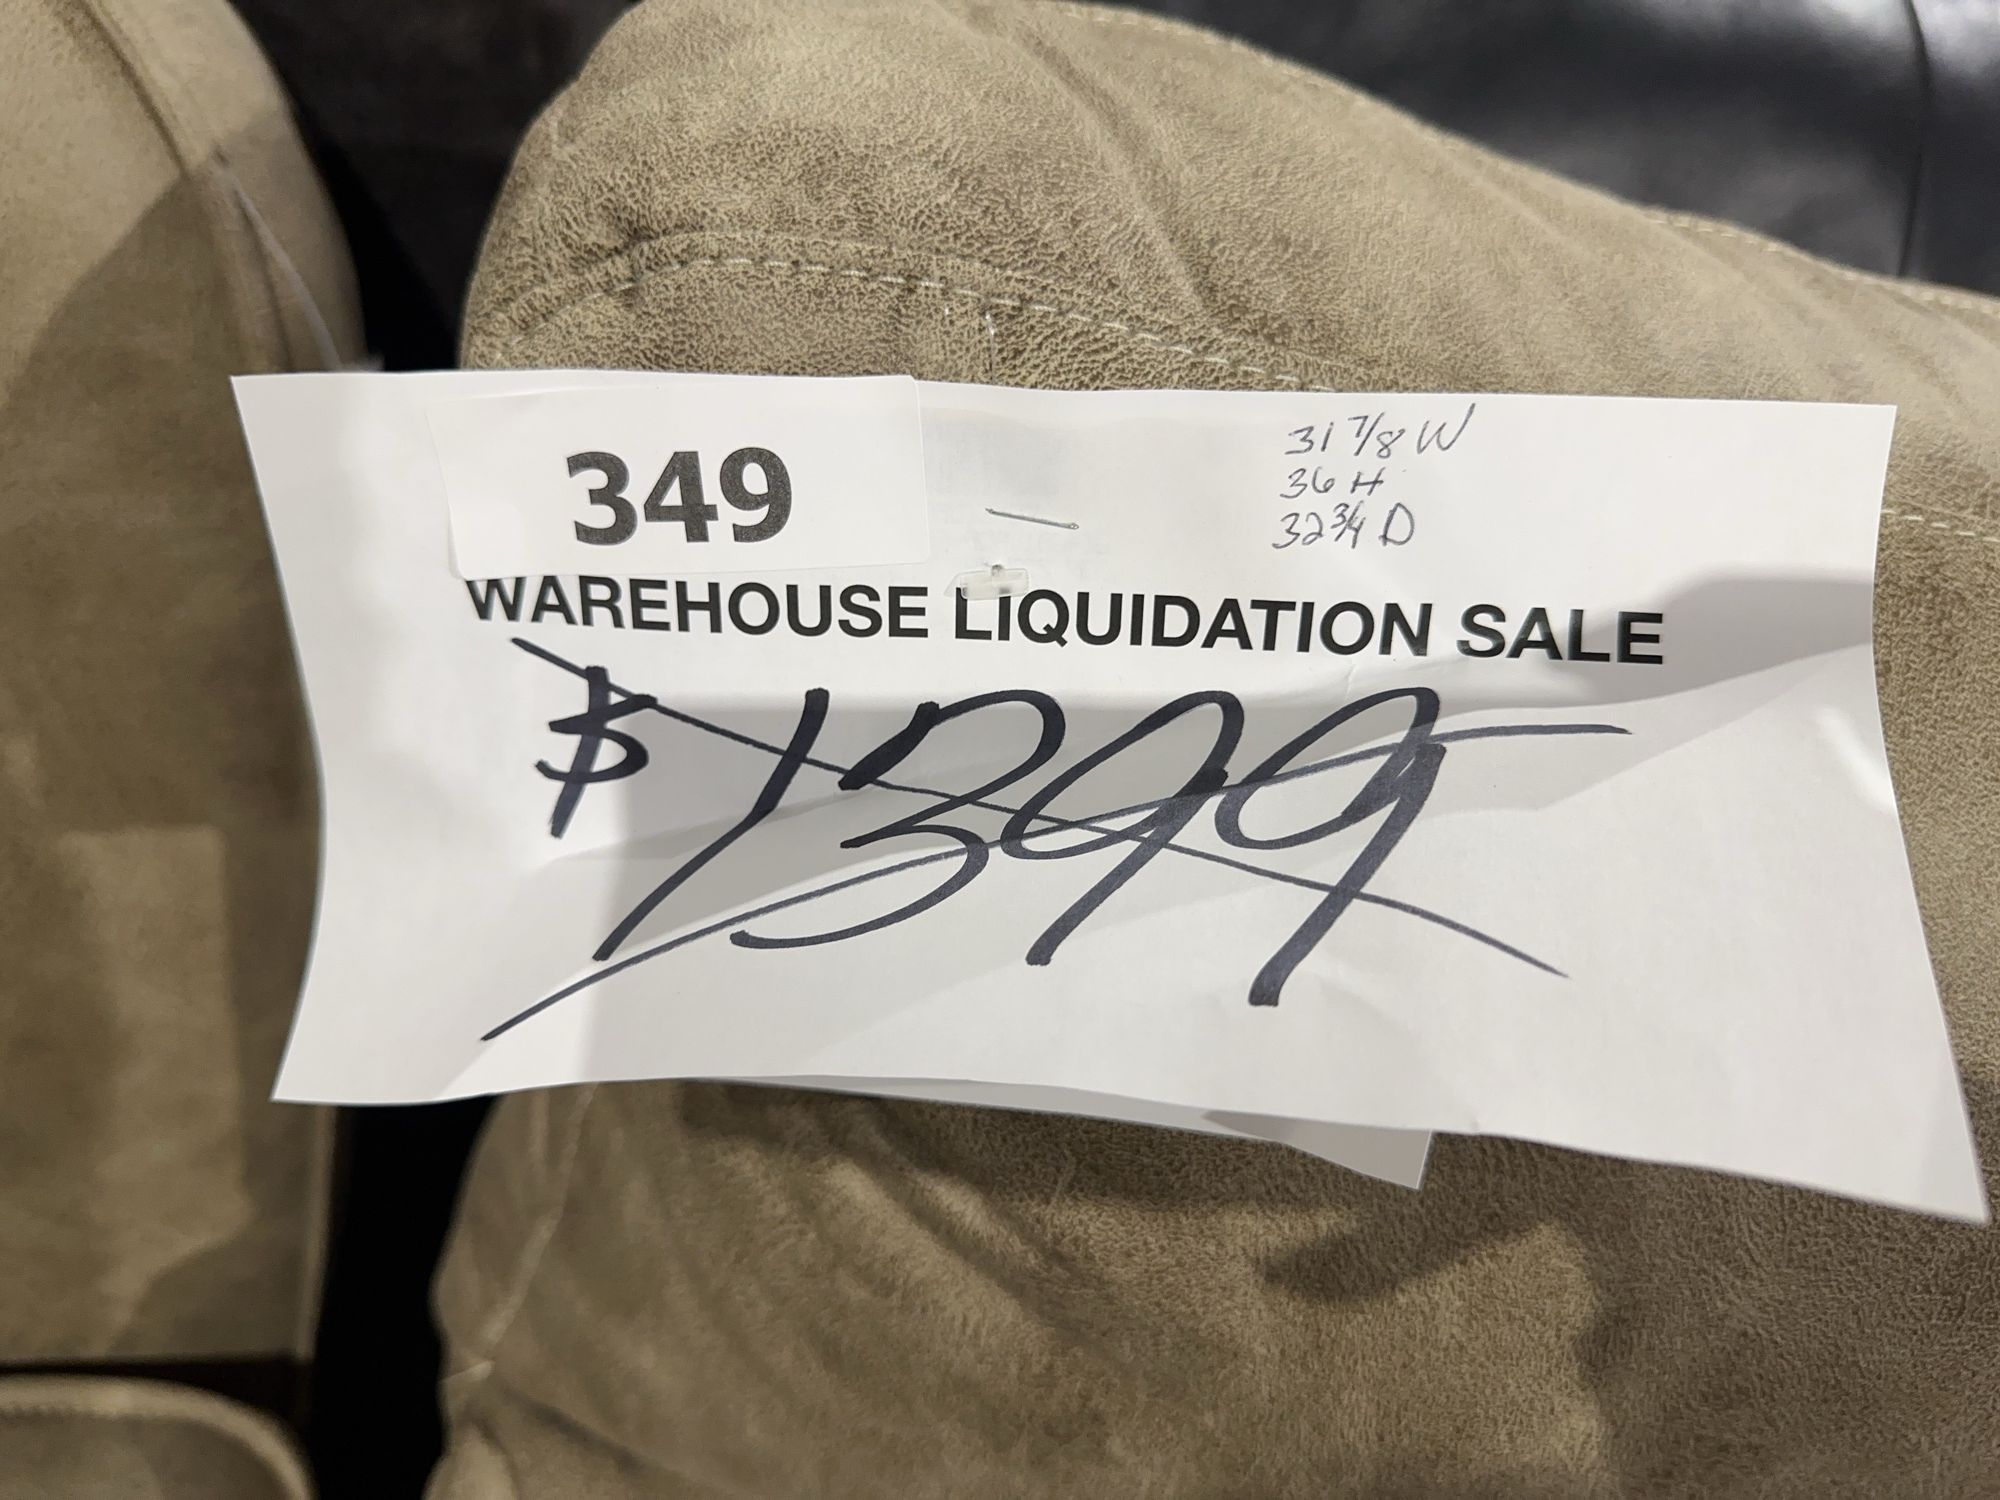 349
31 7/8 W
36 H
32 3/4 D
WAREHOUSE LIQUIDATION SALE
$1399